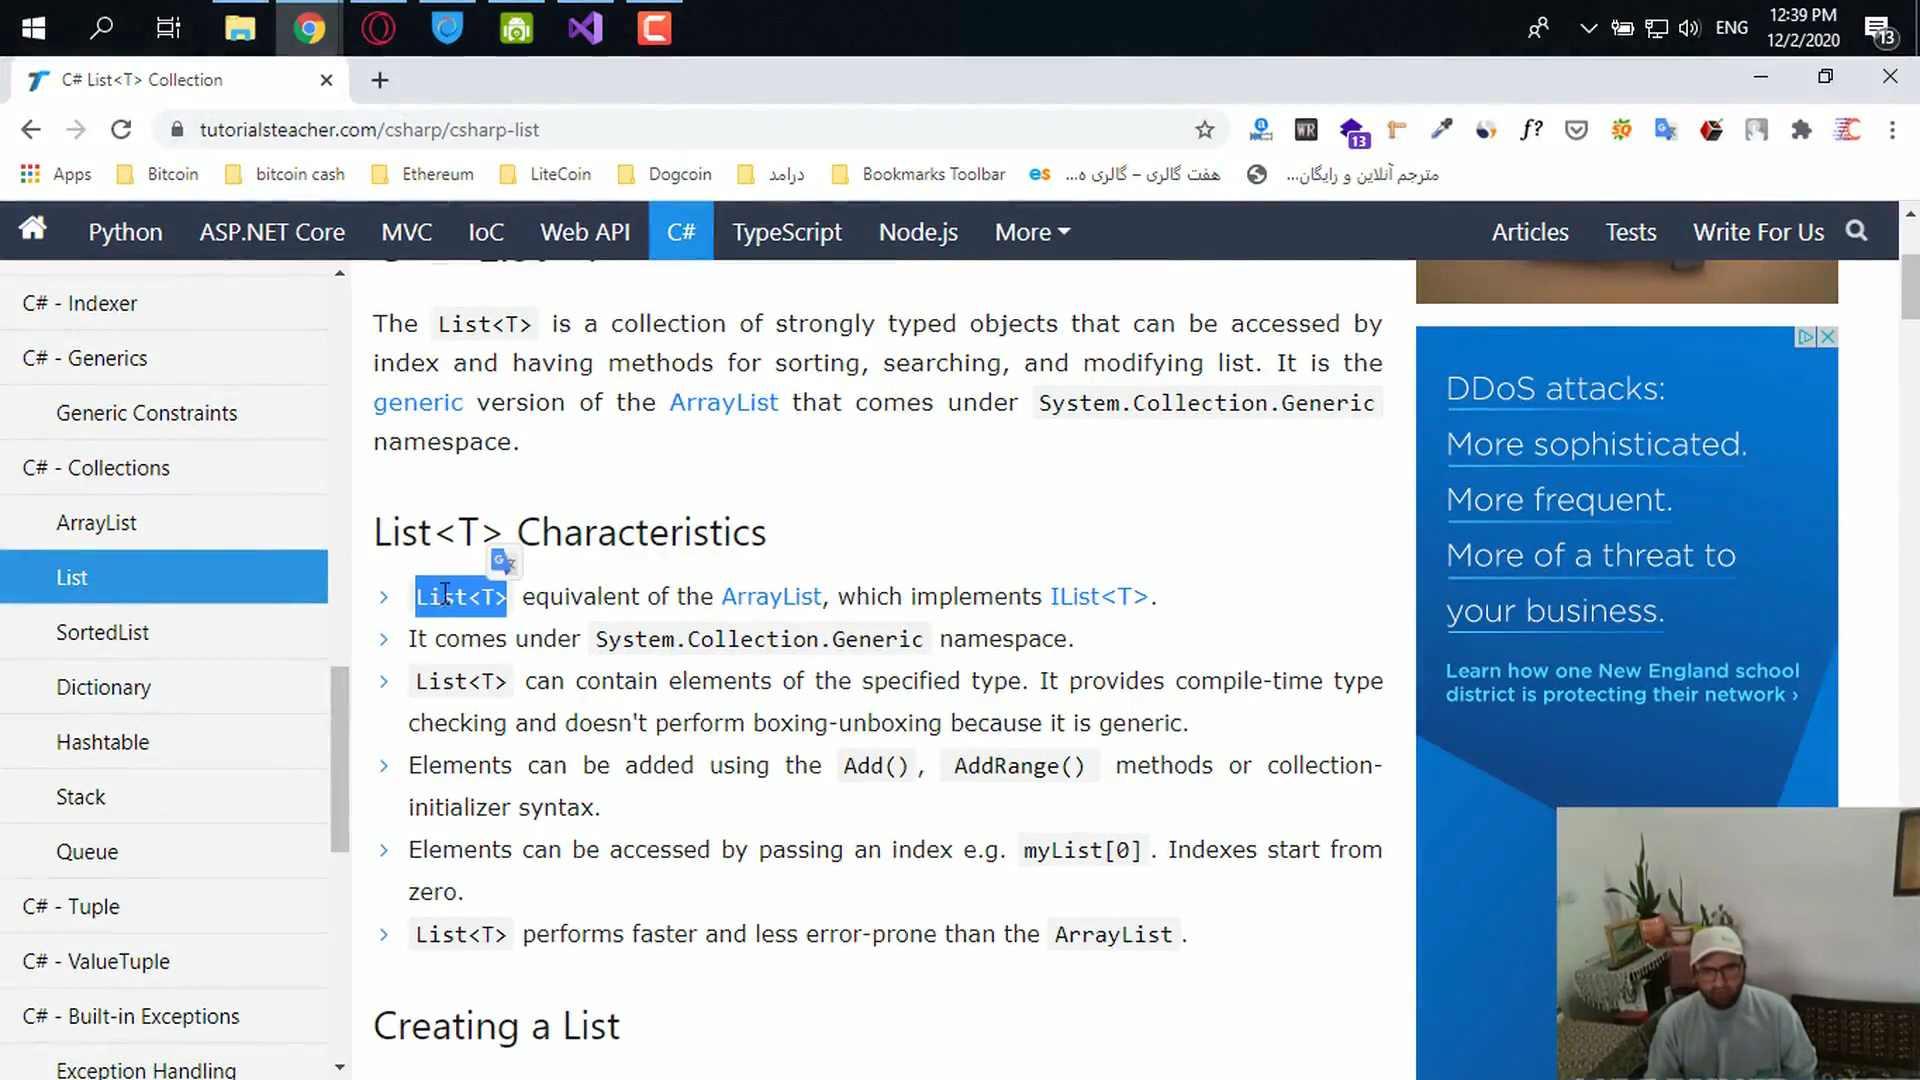 ENG
12:39 PM
12/2/2020
13
C# List<T> Collection
tutorialsteacher.com/csharp/csharp-list
WR
13
f?
Apps
Bitcoin
bitcoin cash
Ethereum
LiteCoin
Dogcoin
درامد
Bookmarks Toolbar
es
هفت گالری – گالری ه...
مترجم آنلاین و رایگان...
Python
ASP.NET Core
MVC
IoC
Web API
C#
TypeScript
Node.js
More
Articles
Tests
Write For Us
C# - Indexer
C# - Generics
Generic Constraints
C# - Collections
ArrayList
List
SortedList
Dictionary
Hashtable
Stack
Queue
C# - Tuple
C# - ValueTuple
C# - Built-in Exceptions
Exception Handling
The List<T> is a collection of strongly typed objects that can be accessed by
index and having methods for sorting, searching, and modifying list. It is the
generic version of the ArrayList that comes under System.Collection.Generic
namespace.
List<T> Characteristics
List<T> equivalent of the ArrayList, which implements IList<T>.
It comes under System.Collection.Generic namespace.
List<T> can contain elements of the specified type. It provides compile-time type
checking and doesn't perform boxing-unboxing because it is generic.
Elements can be added using the Add(), AddRange() methods or collection-
initializer syntax.
Elements can be accessed by passing an index e.g. myList[0]. Indexes start from
zero.
List<T> performs faster and less error-prone than the ArrayList.
Creating a List
DDoS attacks:
More sophisticated.
More frequent.
More of a threat to
your business.
Learn how one New England school
district is protecting their network ›